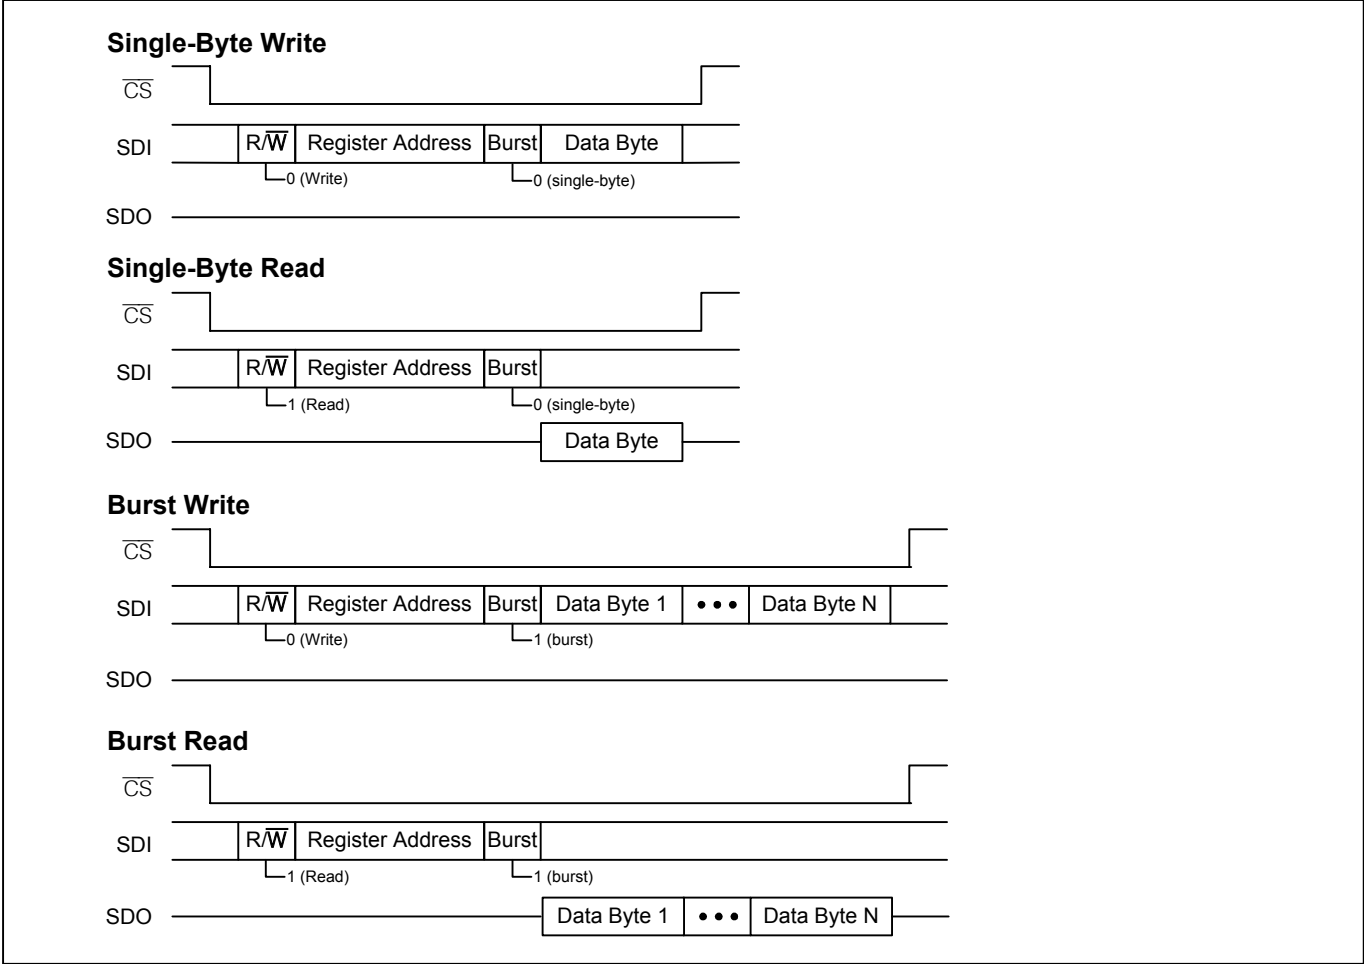 Single-Byte Write
CS
SDI R/W Register Address Burst Data Byte
0 (Write) 0 (single-byte)
SDO
Single-Byte Read
CS
SDI R/W Register Address Burst
1 (Read) 0 (single-byte)
SDO Data Byte
Burst Write
CS
SDI R/W Register Address Burst Data Byte 1 ••• Data Byte N
0 (Write) 1 (burst)
SDO
Burst Read
CS
SDI R/W Register Address Burst
1 (Read) 1 (burst)
SDO Data Byte 1 ••• Data Byte N